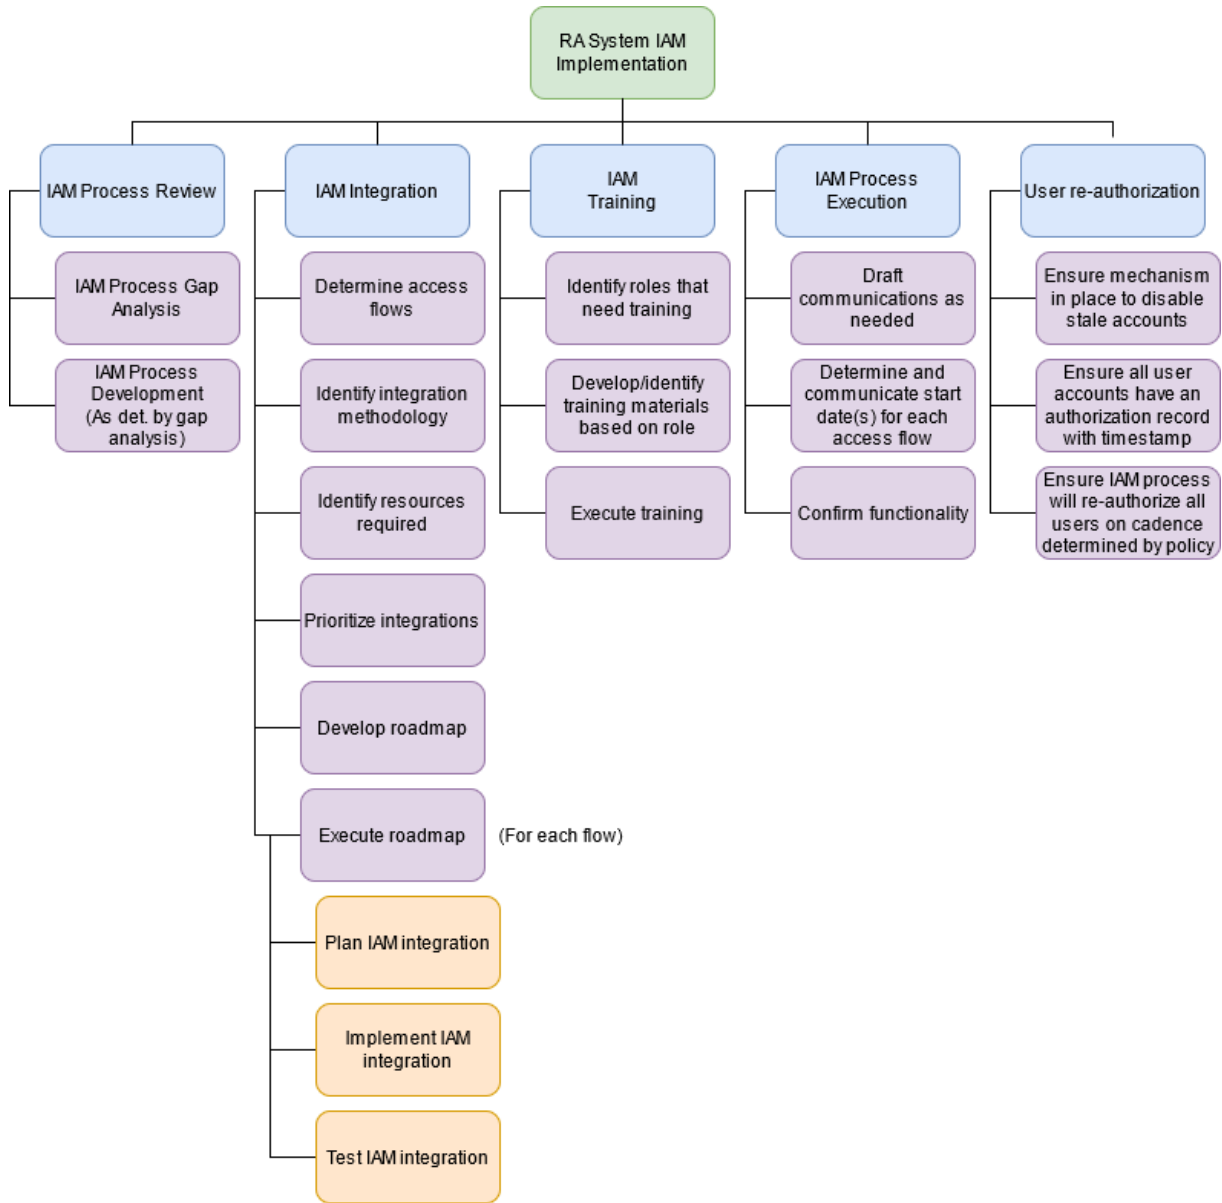 RA System IAM
Implementation
IAM Process Review
IAM Integration
IAM
Training
IAM Process
Execution
User re-authorization
IAM Process Gap
Analysis
IAM Process
Development
(As det. by gap
analysis)
Determine access
flows
Identify integration
methodology
Identify resources
required
Prioritize integrations
Develop roadmap
Execute roadmap
(For each flow)
Plan IAM integration
Implement IAM
integration
Test IAM integration
Identify roles that
need training
Develop/identify
training materials
based on role
Execute training
Draft
communications as
needed
Determine and
communicate start
date(s) for each
access flow
Confirm functionality
Ensure mechanism
in place to disable
stale accounts
Ensure all user
accounts have an
authorization record
with timestamp
Ensure IAM process
will re-authorize all
users on cadence
determined by policy